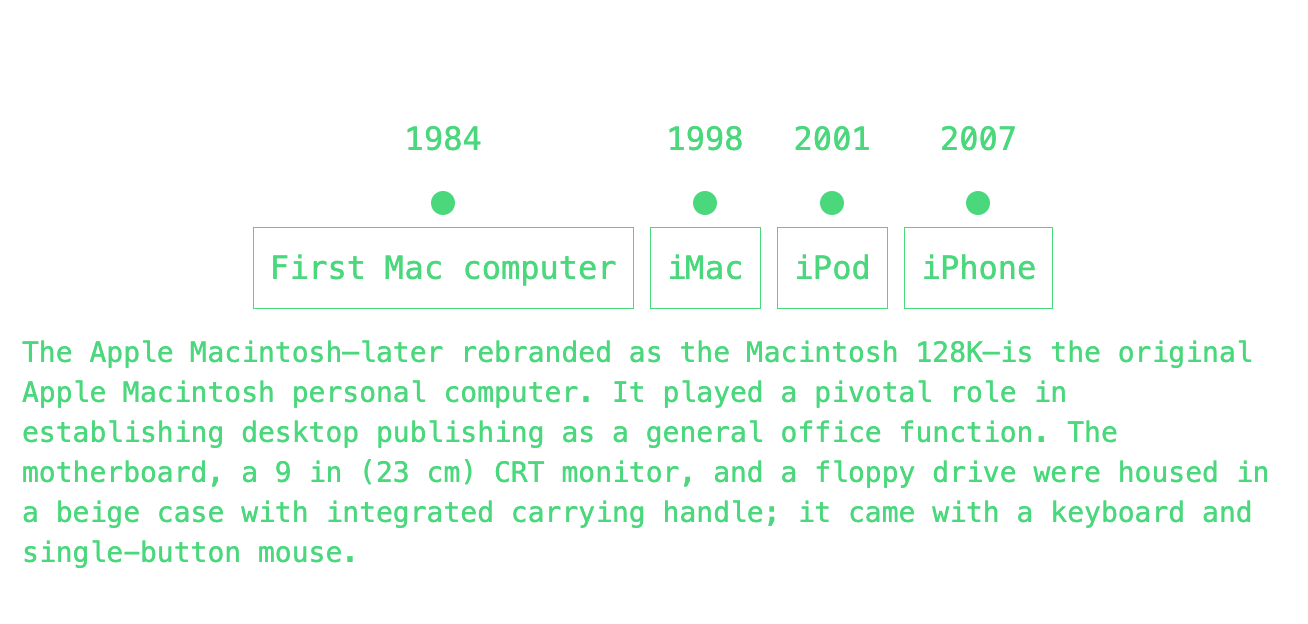 1984 1998 2001 2007
First Mac computer iMac iPod iPhone
The Apple Macintosh—later rebranded as the Macintosh 128K—is the original
Apple Macintosh personal computer. It played a pivotal role in
establishing desktop publishing as a general office function. The
motherboard, a 9 in (23 cm) CRT monitor, and a floppy drive were housed in
a beige case with integrated carrying handle; it came with a keyboard and
single-button mouse.